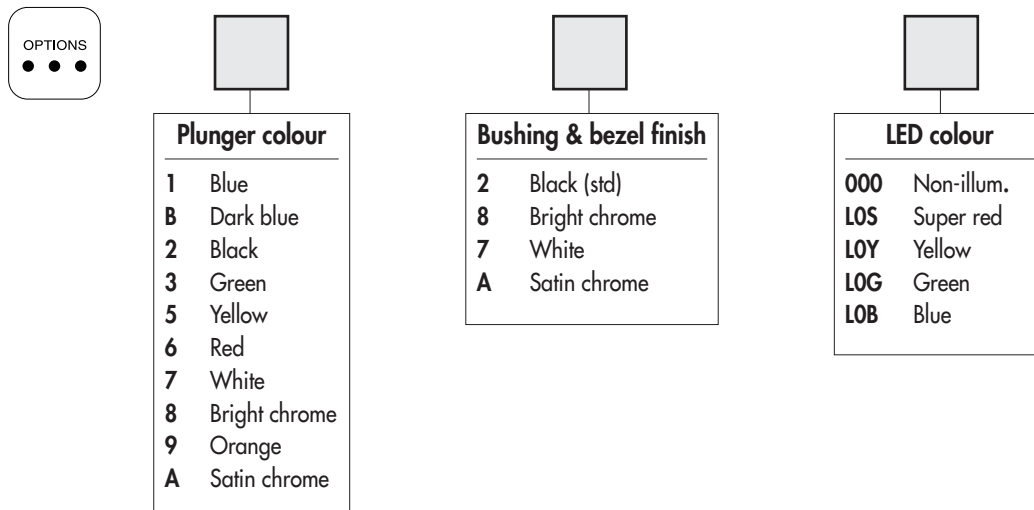 OPTIONS
Plunger colour
1 Blue
B Dark blue
2 Black
3 Green
5 Yellow
6 Red
7 White
8 Bright chrome
9 Orange
A Satin chrome
Bushing & bezel finish
2 Black (std)
8 Bright chrome
7 White
A Satin chrome
LED colour
000 Non-illum.
L0S Super red
L0Y Yellow
L0G Green
L0B Blue